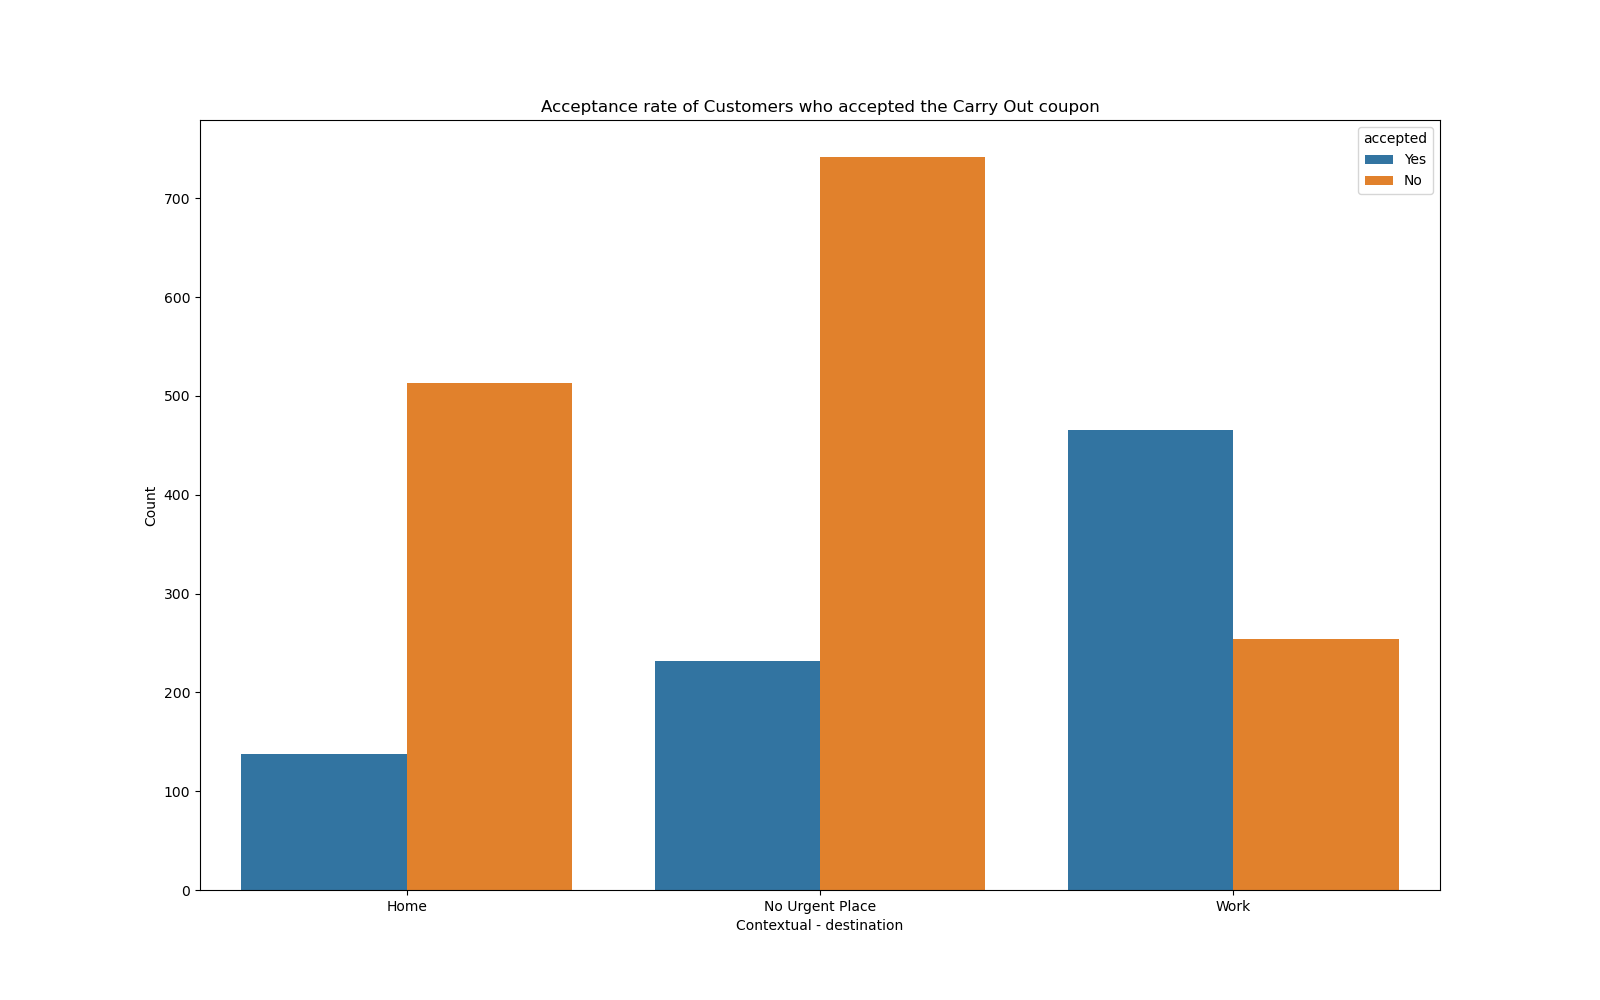 Acceptance rate of Customers who accepted the Carry Out coupon
accepted
Yes
No
700
600
500
400
300
200
100
0
Count
Home
No Urgent Place
Work
Contextual - destination